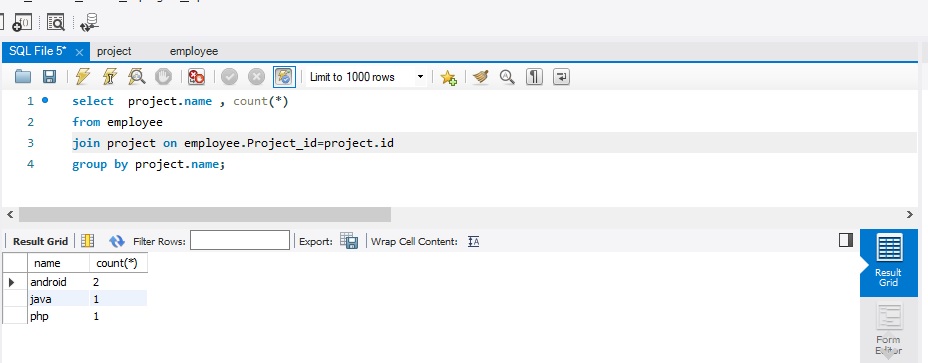 SQL File 5* × project employee
Limit to 1000 rows
1 select project.name , count(*)
2 from employee
3 join project on employee.Project_id=project.id
4 group by project.name;
Result Grid Filter Rows: Export: Wrap Cell Content: IA
name count(*)
android 2
java 1
php 1
Result
Grid
Form
Editor